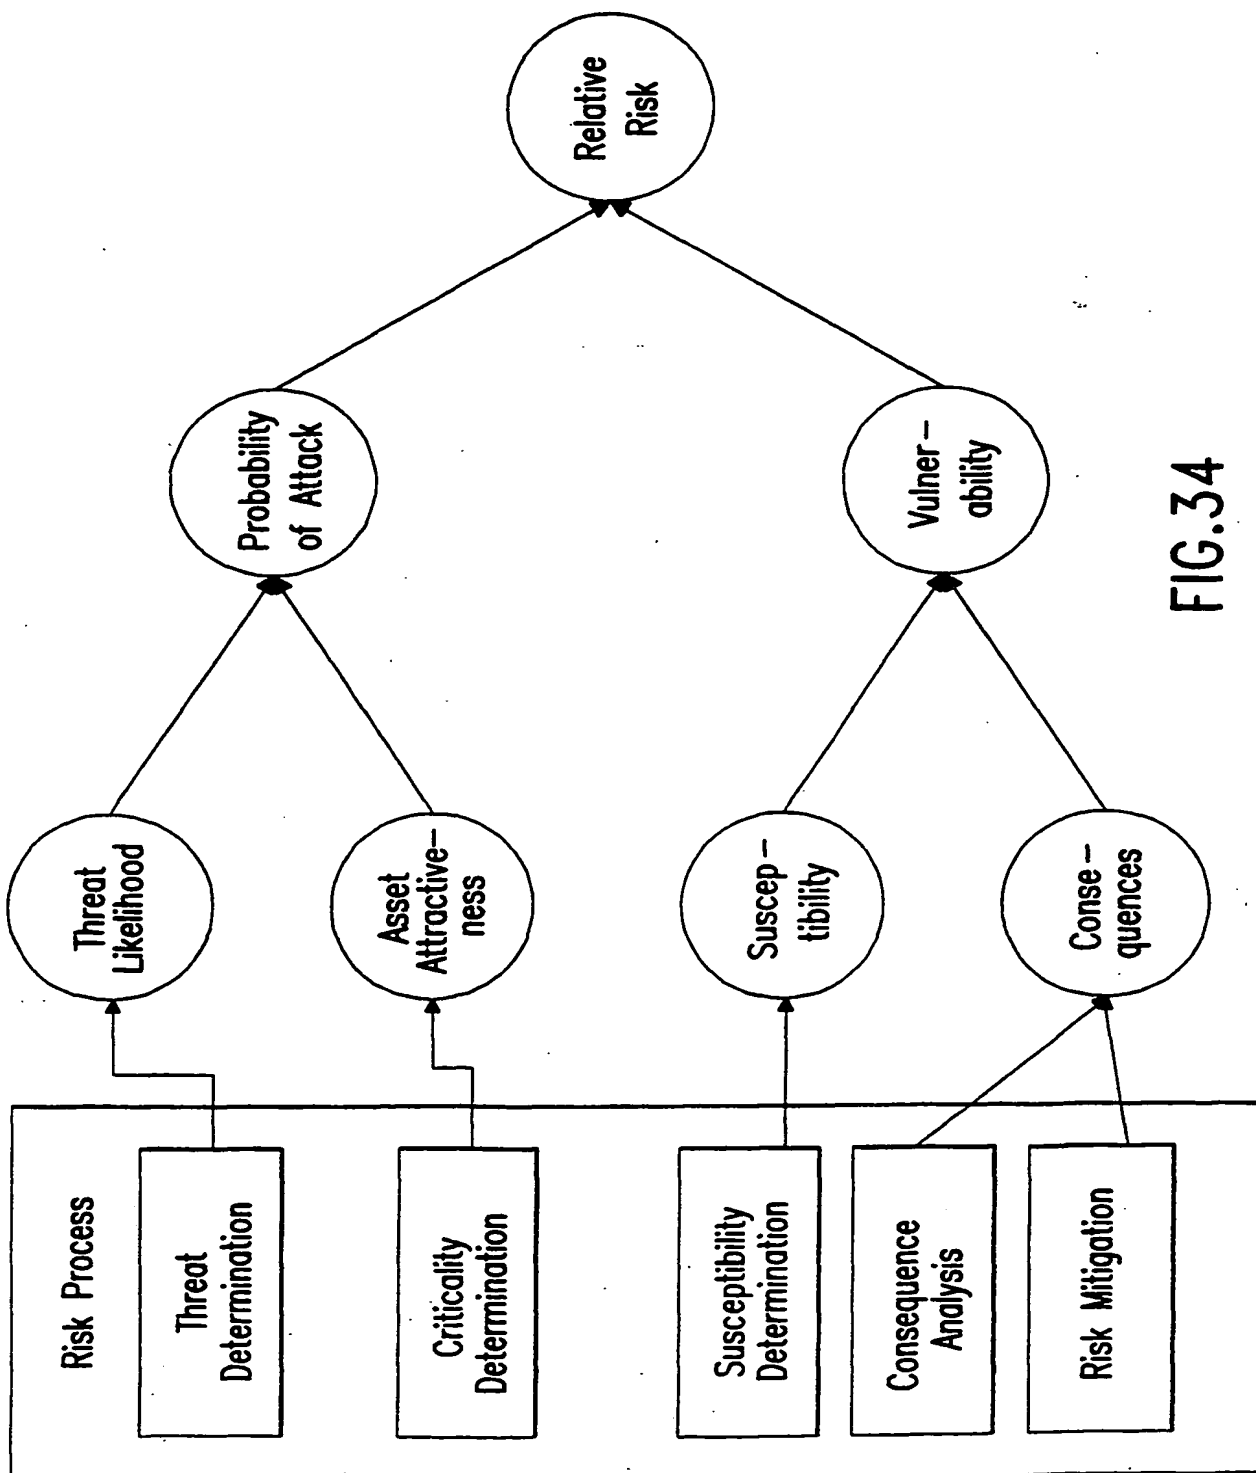 Risk Process
Threat
Determination
Criticality
Determination
Susceptibility
Determination
Consequence
Analysis
Risk Mitigation
Threat
Likelihood
Asset
Attractive-
ness
Suscep-
tibility
Conse-
quences
Probability
of Attack
Vulner-
ability
Relative
Risk
FIG.34